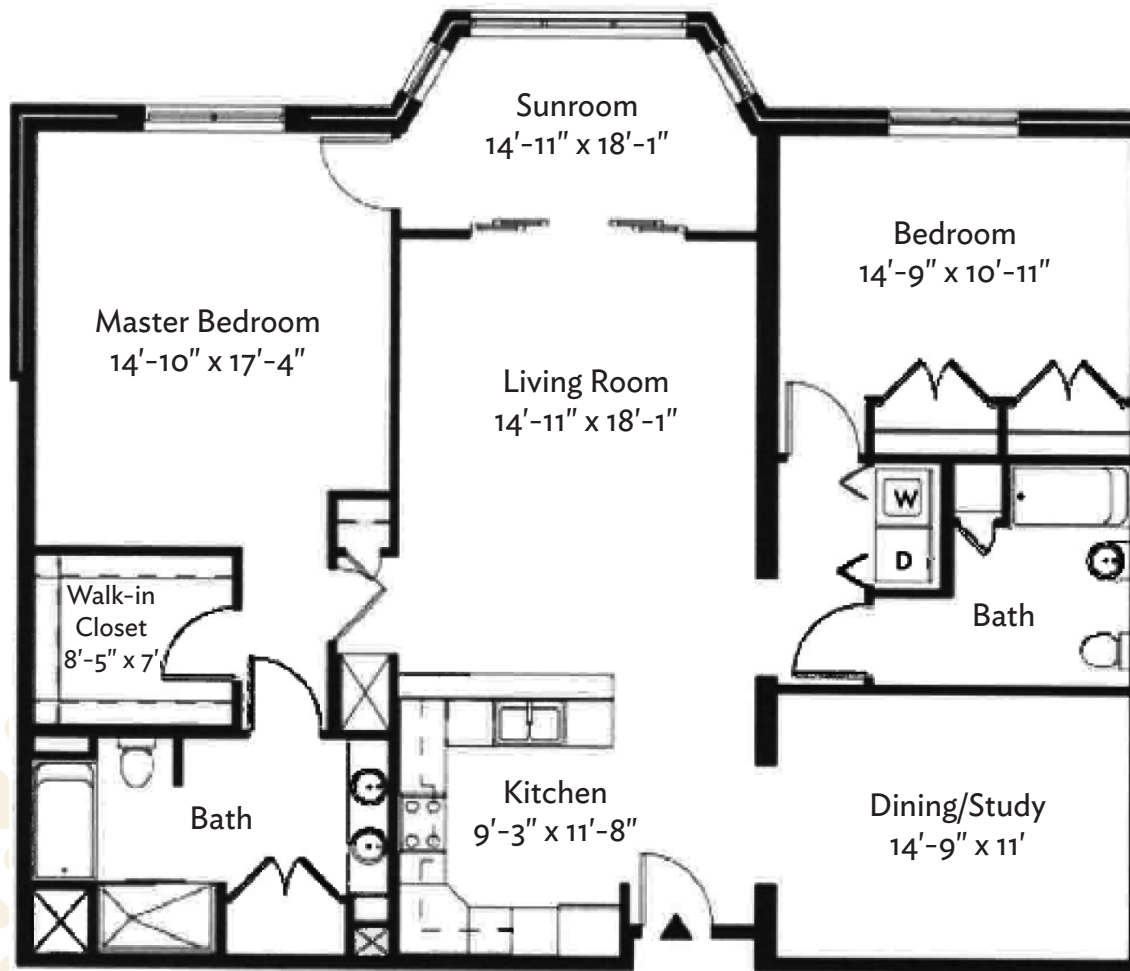 Sunroom
14'-11" x 18'-1"
Bedroom
14'-9" x 10'-11"
Master Bedroom
14'-10" x 17'-4"
Living Room
14'-11" x 18'-1"
W
D
Walk-in
Closet
8'-5" x 7'
Bath
Bath
Kitchen
9'-3" x 11'-8"
Dining/Study
14'-9" x 11'